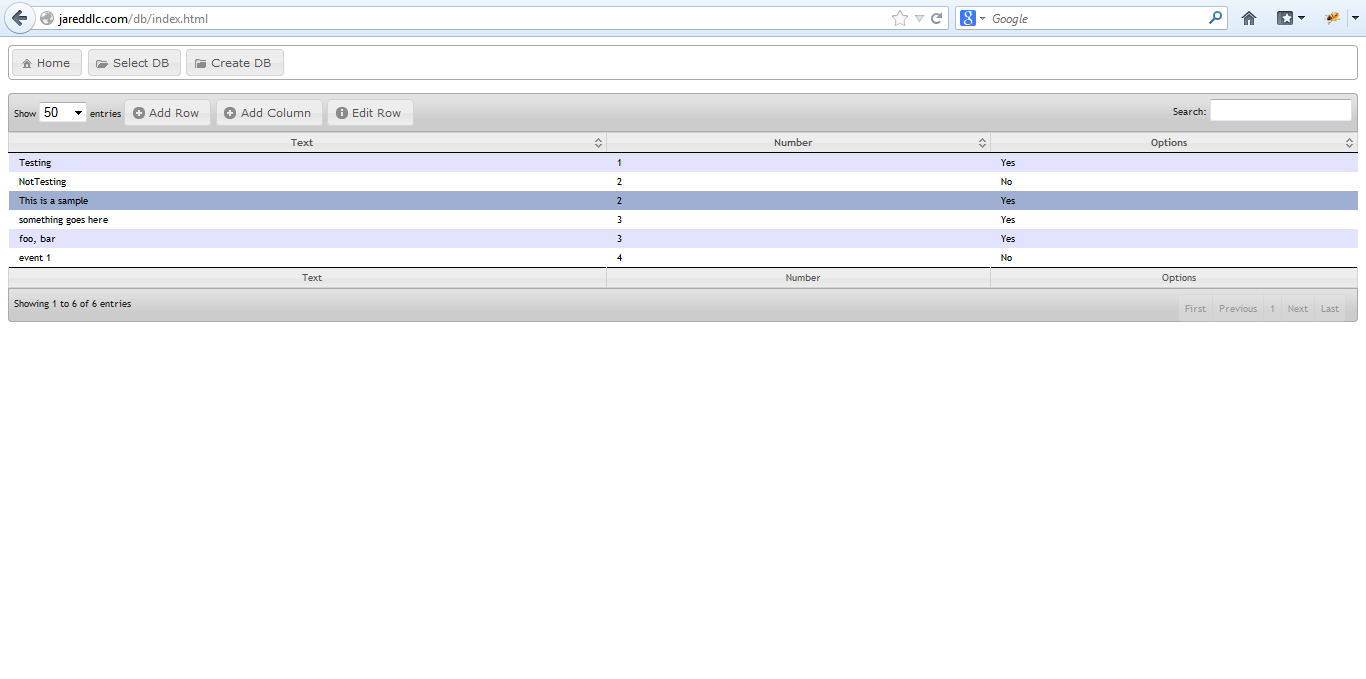 jareddlc.com/db/index.html Google
Home Select DB Create DB
Show 50 entries Add Row Add Column Edit Row Search:
Text Number Options
Testing 1 Yes
NotTesting 2 No
This is a sample 2 Yes
something goes here 3 Yes
foo, bar 3 Yes
event 1 4 No
Text Number Options
Showing 1 to 6 of 6 entries First Previous 1 Next Last